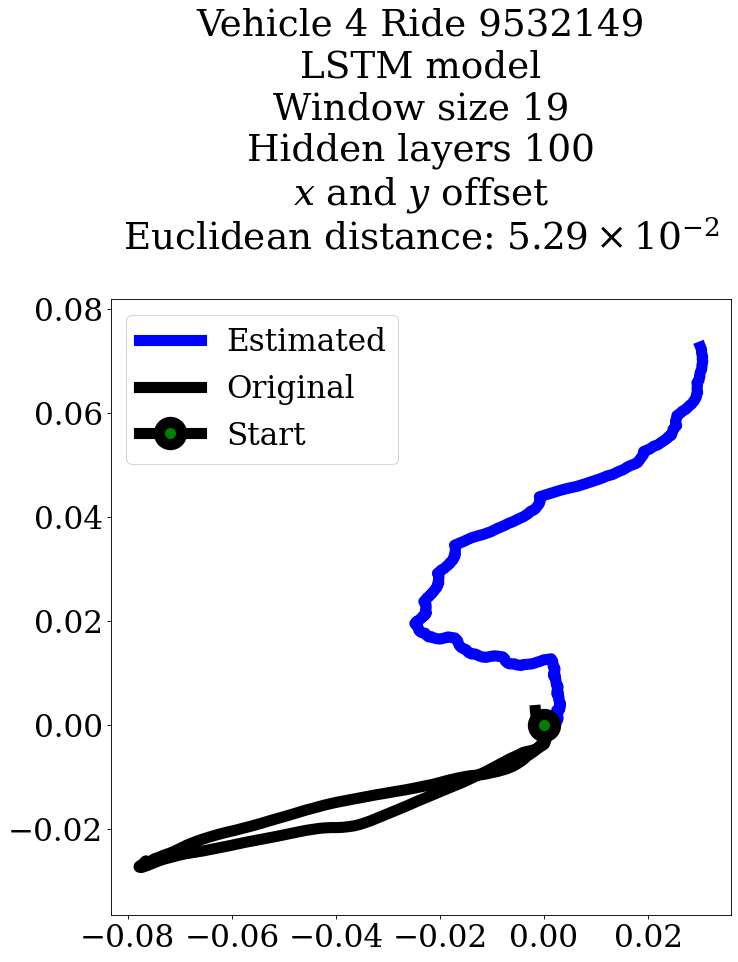 Vehicle 4 Ride 9532149
LSTM model
Window size 19
Hidden layers 100
x and y offset
Euclidean distance: 5.29 × 10⁻²
Estimated
Original
Start
0.08
0.06
0.04
0.02
0.00
−0.02
−0.08 −0.06 −0.04 −0.02 0.00 0.02